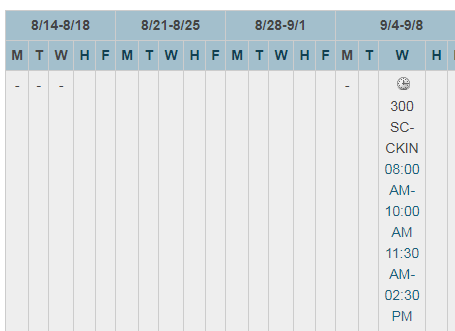 8/14-8/18 8/21-8/25 8/28-9/1 9/4-9/8
M T W H F M T W H F M T W H F M T W H
- - - -
300
SC-
CKIN
08:00
AM-
10:00
AM
11:30
AM-
02:30
PM